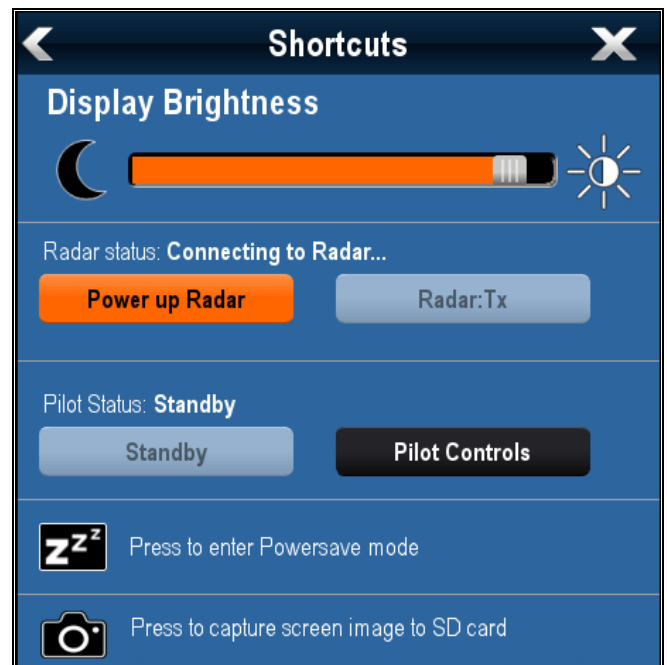 Shortcuts
Display Brightness
Radar status: Connecting to Radar...
Power up Radar
Radar:Tx
Pilot Status: Standby
Standby
Pilot Controls
zzz
Press to enter Powersave mode
Press to capture screen image to SD card